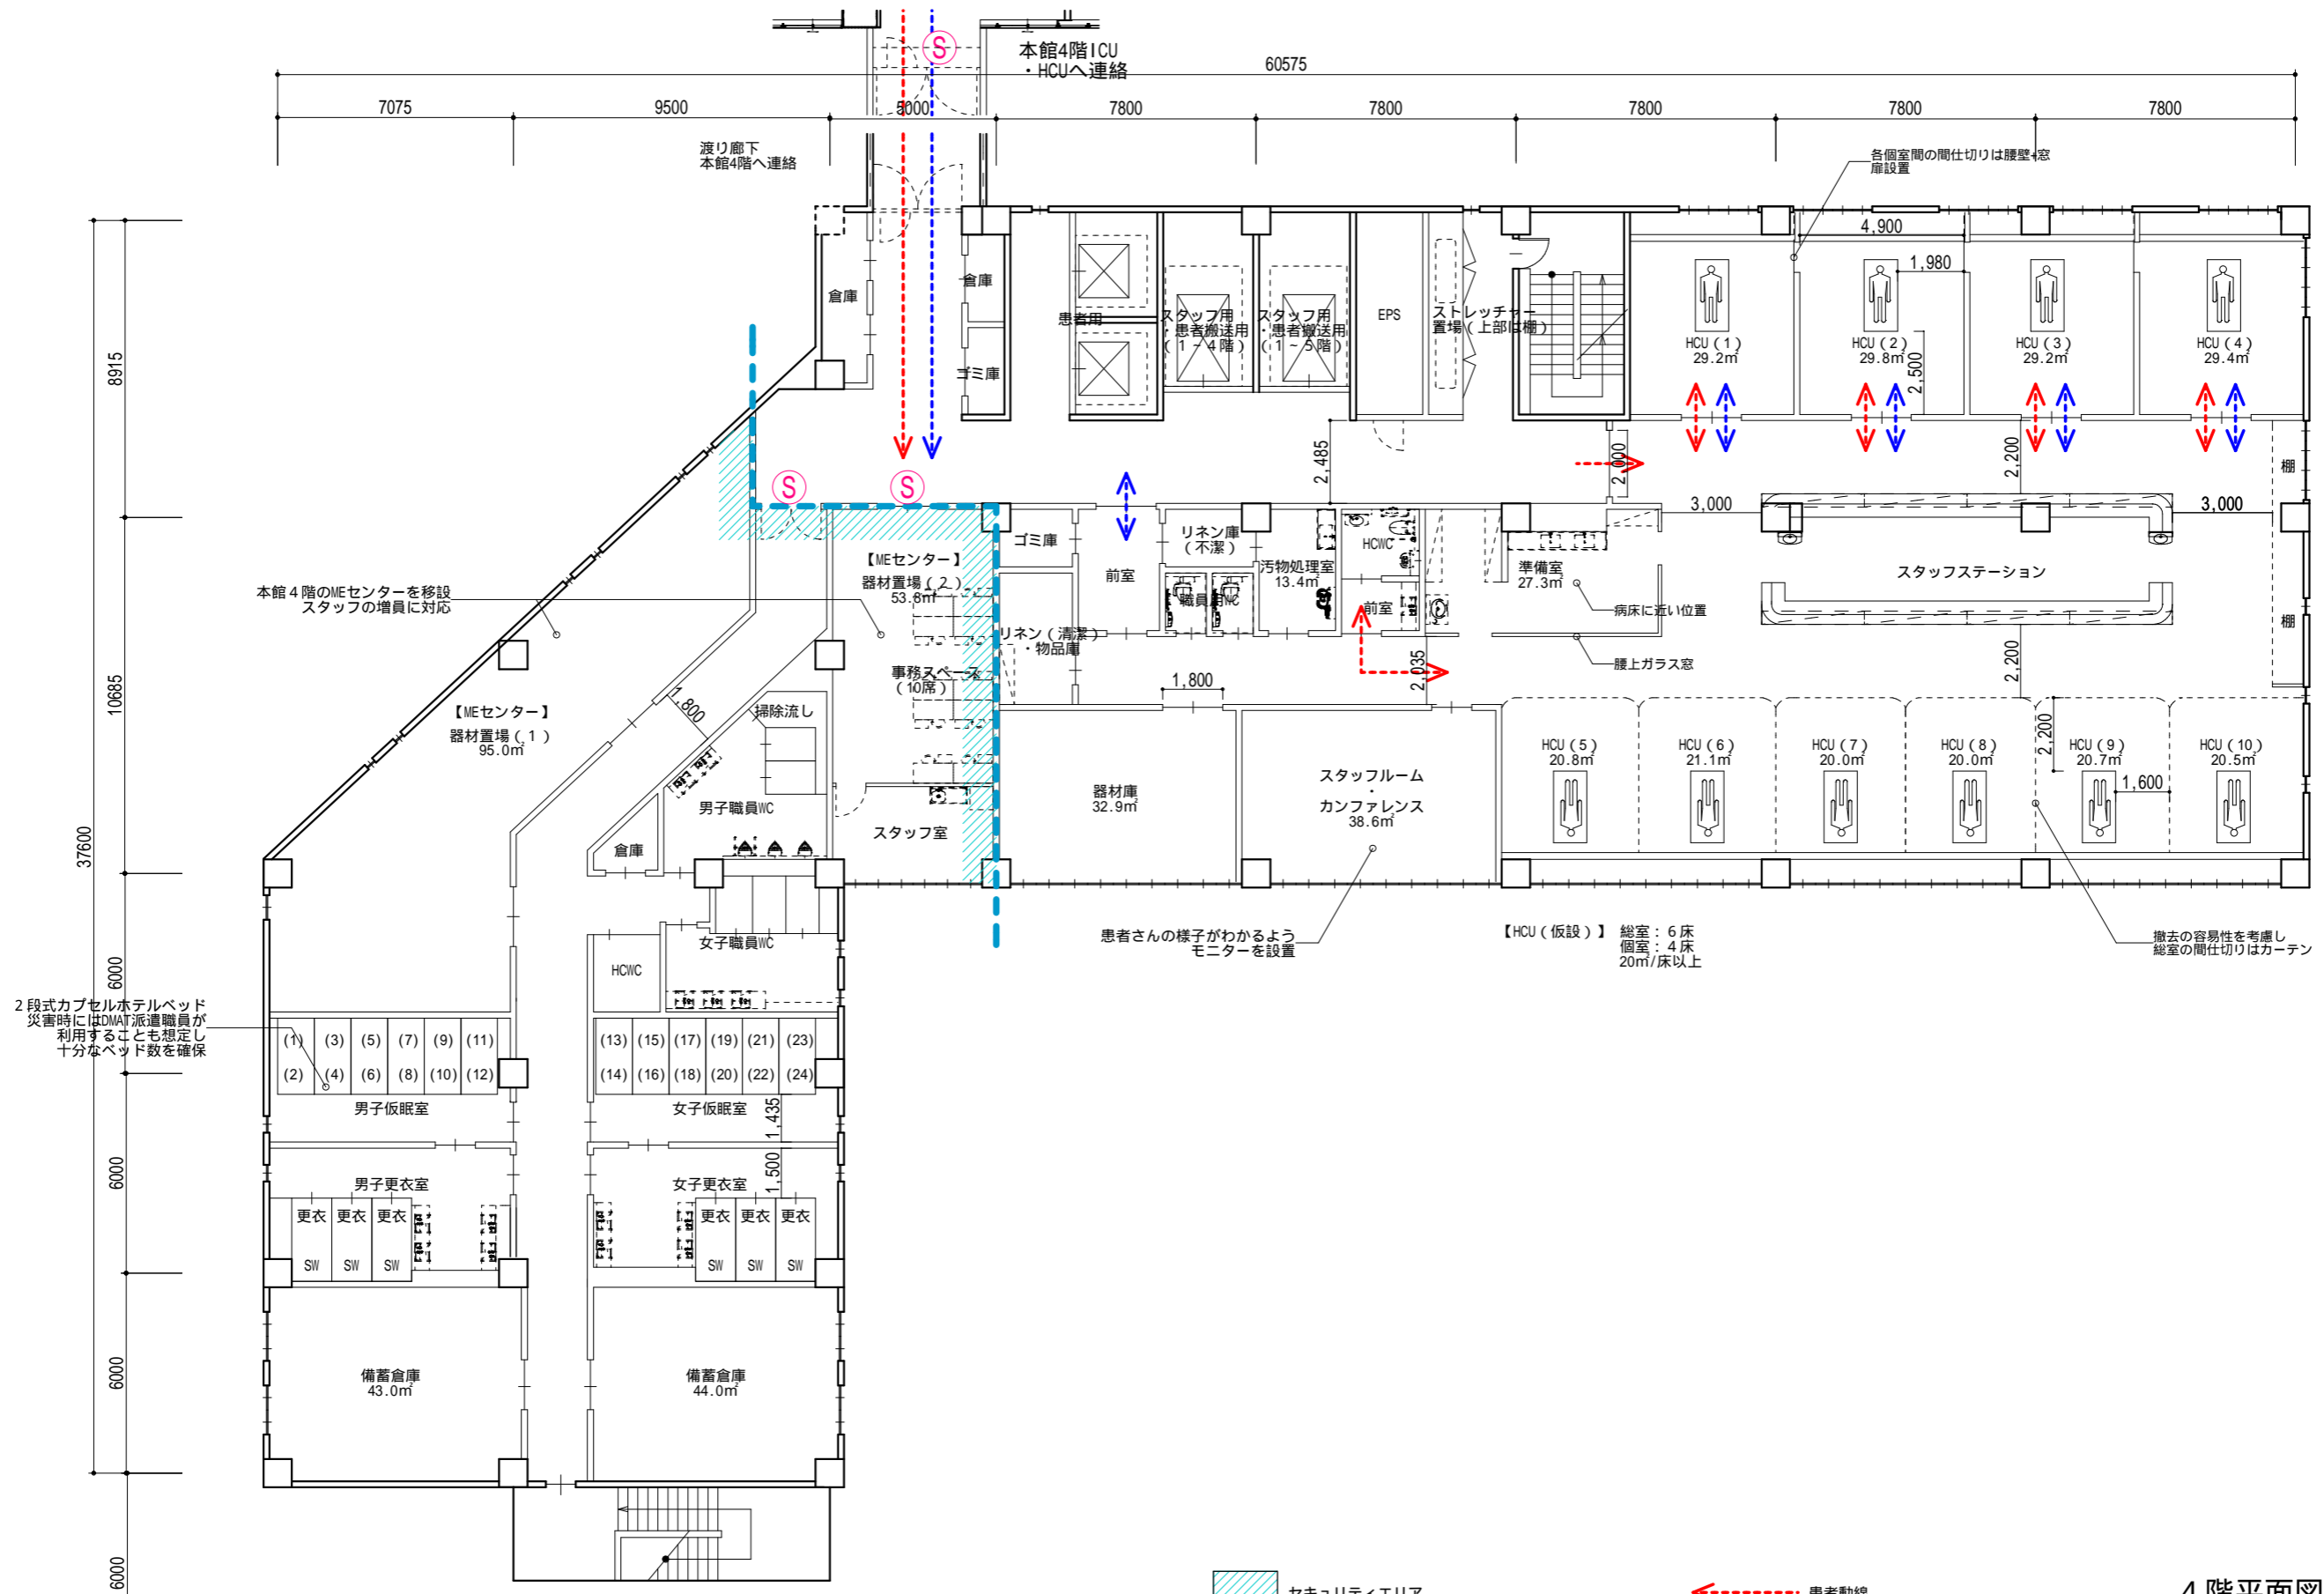 S
本館4階ICU
・HCUへ連絡
60575
7075
9500
5000
7800
7800
7800
7800
7800
渡り廊下
本館4階へ連絡
各個室間の間仕切りは腰壁+窓
扉設置
4,900
1,980
倉庫
倉庫
患者用
スタッフ用
・患者搬送用
(1~4階)
スタッフ用
・患者搬送用
(1~5階)
EPS
ストレッチャー
置場(上部は棚)
HCU(1)
29.2㎡
HCU(2)
29.8㎡
HCU(3)
29.2㎡
HCU(4)
29.4㎡
2,500
ゴミ庫
8915
2,485
2,000
2,200
棚
S
S
3,000
3,000
ゴミ庫
リネン庫
(不潔)
HCWC
【MEセンター】
器材置場(2)
53.8㎡
前室
汚物処理室
13.4㎡
準備室
27.3㎡
スタッフステーション
本館4階のMEセンターを移設
スタッフの増員に対応
職員用WC
前室
病床に近い位置
棚
リネン(清潔)
・物品庫
腰上ガラス窓
事務スペース
(10席)
1,800
2,035
2,200
10685
【MEセンター】
器材置場(1)
95.0㎡
1,800
掃除流し
2,200
HCU(5)
20.8㎡
HCU(6)
21.1㎡
HCU(7)
20.0㎡
HCU(8)
20.0㎡
HCU(9)
20.7㎡
HCU(10)
20.5㎡
1,600
器材庫
32.9㎡
スタッフルーム
・
カンファレンス
38.6㎡
男子職員WC
スタッフ室
倉庫
37600
患者さんの様子がわかるよう
モニターを設置
【HCU(仮設)】 総室:6床
個室:4床
20㎡/床以上
撤去の容易性を考慮し
総室の間仕切りはカーテン
女子職員WC
HCWC
6000
2段式カプセルホテルベッド
災害時にはDMAT派遣職員が
利用することも想定し
十分なベッド数を確保
(1) (3) (5) (7) (9) (11)
(2) (4) (6) (8) (10) (12)
(13) (15) (17) (19) (21) (23)
(14) (16) (18) (20) (22) (24)
男子仮眠室
女子仮眠室
1,435
6000
男子更衣室
女子更衣室
1,500
更衣 更衣 更衣
更衣 更衣 更衣
SW SW SW
SW SW SW
6000
備蓄倉庫
43.0㎡
備蓄倉庫
44.0㎡
6000
セキュリティエリア
患者動線
4階平面図